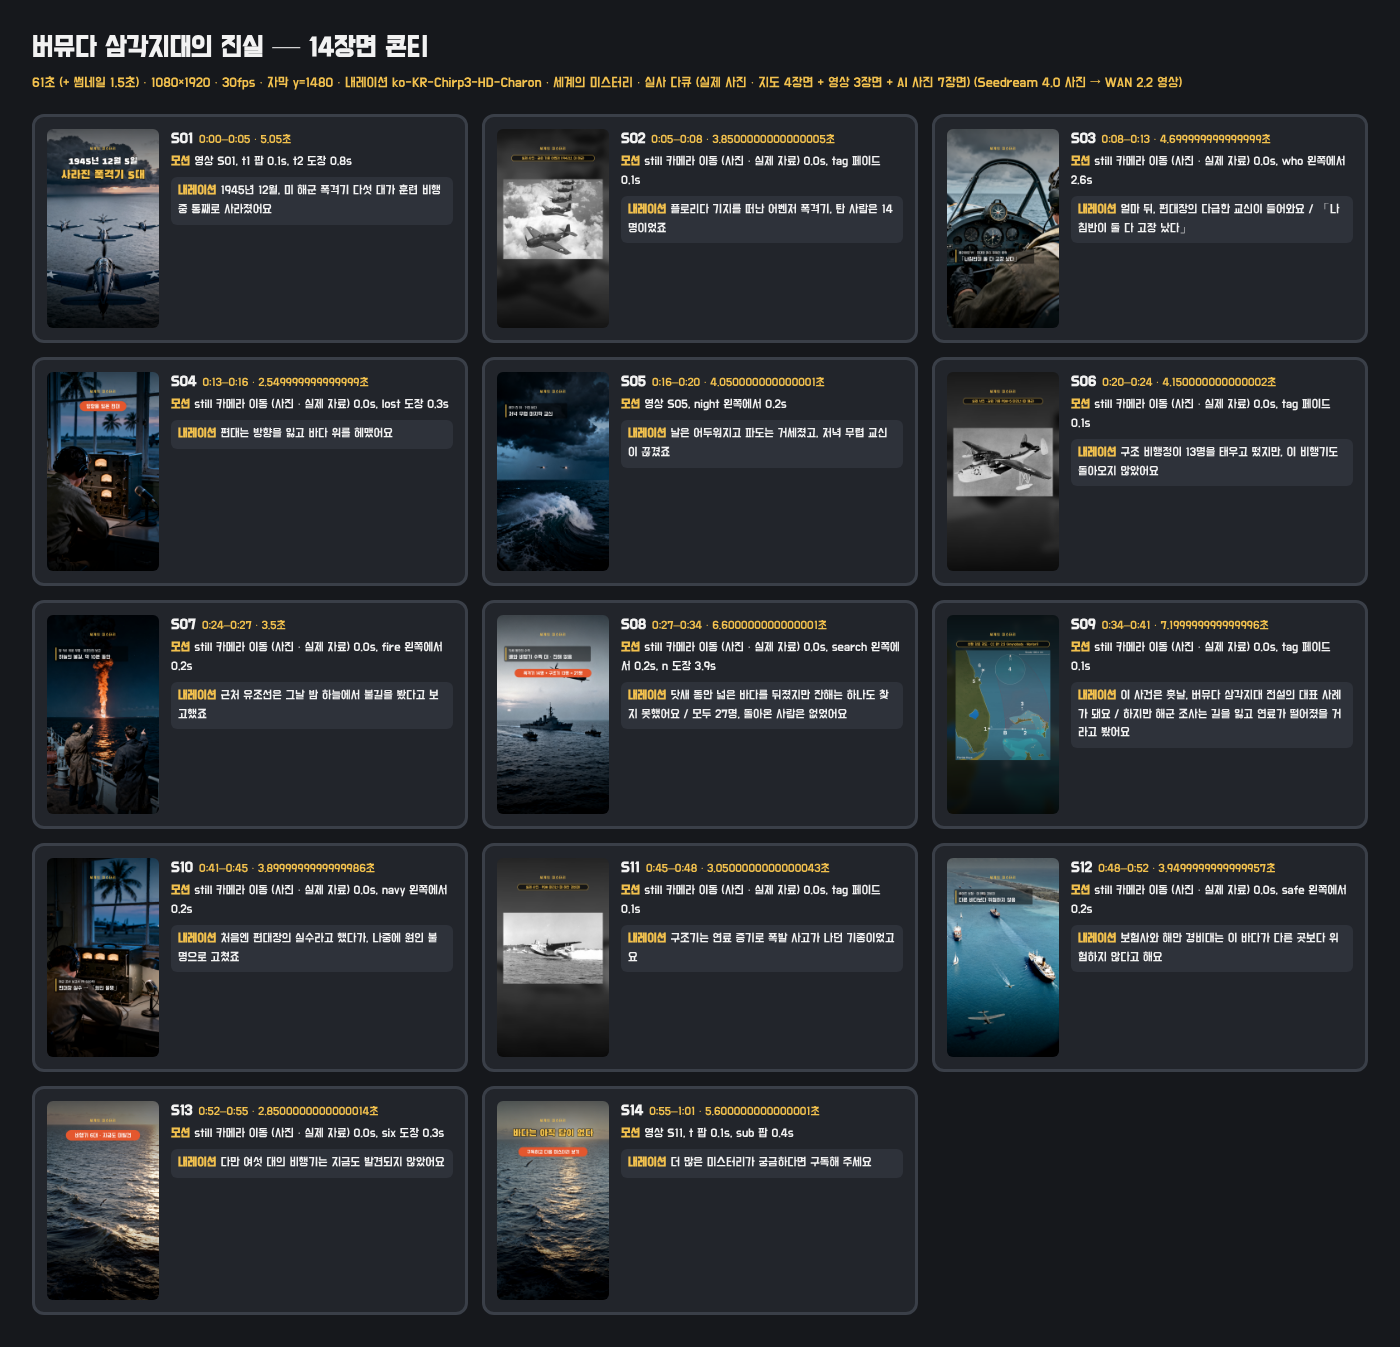 버뮤다 삼각지대의 진실 — 14장면 콘티
61초 (+ 썸네일 1.5초) · 1080×1920 · 30fps · 자막 y=1480 · 내레이션 ko-KR-Chirp3-HD-Charon · 세계의 미스터리 · 실사 다큐 (실제 사진 · 지도 4장면 + 영상 3장면 + AI 사진 7장면) (Seedream 4.0 사진 → WAN 2.2 영상)
1945년 12월 5일
사라진 폭격기 5대
S01 0:00–0:05 · 5.05초
모션 영상 S01, t1 팝 0.1s, t2 도장 0.8s
내레이션 1945년 12월, 미 해군 폭격기 다섯 대가 훈련 비행
중 통째로 사라졌어요
S02 0:05–0:08 · 3.8500000000000005초
모션 still 카메라 이동 (사진 · 실제 자료) 0.0s, tag 페이드
0.1s
내레이션 플로리다 기지를 떠난 어벤저 폭격기, 탄 사람은 14
명이었죠
S03 0:08–0:13 · 4.699999999999999초
모션 still 카메라 이동 (사진 · 실제 자료) 0.0s, who 왼쪽에서
2.6s
내레이션 얼마 뒤, 편대장의 다급한 교신이 들어와요 / 「나
침반이 둘 다 고장 났다」
「나침반이 둘 다 고장 났다」
S04 0:13–0:16 · 2.549999999999999초
모션 still 카메라 이동 (사진 · 실제 자료) 0.0s, lost 도장 0.3s
내레이션 편대는 방향을 잃고 바다 위를 헤맸어요
방향을 잃은 편대
S05 0:16–0:20 · 4.050000000000001초
모션 영상 S05, night 왼쪽에서 0.2s
내레이션 날은 어두워지고 파도는 거세졌고, 저녁 무렵 교신
이 끊겼죠
저녁 무렵 마지막 교신
S06 0:20–0:24 · 4.150000000000002초
모션 still 카메라 이동 (사진 · 실제 자료) 0.0s, tag 페이드
0.1s
내레이션 구조 비행정이 13명을 태우고 떴지만, 이 비행기도
돌아오지 않았어요
S07 0:24–0:27 · 3.5초
모션 still 카메라 이동 (사진 · 실제 자료) 0.0s, fire 왼쪽에서
0.2s
내레이션 근처 유조선은 그날 밤 하늘에서 불길을 봤다고 보
고했죠
S08 0:27–0:34 · 6.600000000000001초
모션 still 카메라 이동 (사진 · 실제 자료) 0.0s, search 왼쪽에
서 0.2s, n 도장 3.9s
내레이션 닷새 동안 넓은 바다를 뒤졌지만 잔해는 하나도 찾
지 못했어요 / 모두 27명, 돌아온 사람은 없었어요
S09 0:34–0:41 · 7.199999999999996초
모션 still 카메라 이동 (사진 · 실제 자료) 0.0s, tag 페이드
0.1s
내레이션 이 사건은 훗날, 버뮤다 삼각지대 전설의 대표 사례
가 돼요 / 하지만 해군 조사는 길을 잃고 연료가 떨어졌을 거
라고 봤어요
S10 0:41–0:45 · 3.8999999999999986초
모션 still 카메라 이동 (사진 · 실제 자료) 0.0s, navy 왼쪽에서
0.2s
내레이션 처음엔 편대장의 실수라고 했다가, 나중에 원인 불
명으로 고쳤죠
S11 0:45–0:48 · 3.0500000000000043초
모션 still 카메라 이동 (사진 · 실제 자료) 0.0s, tag 페이드
0.1s
내레이션 구조기는 연료 증기로 폭발 사고가 나던 기종이었고
요
S12 0:48–0:52 · 3.9499999999999957초
모션 still 카메라 이동 (사진 · 실제 자료) 0.0s, safe 왼쪽에서
0.2s
내레이션 보험사와 해안 경비대는 이 바다가 다른 곳보다 위
험하지 않다고 해요
다른 바다보다 위험하지 않음
S13 0:52–0:55 · 2.8500000000000014초
모션 still 카메라 이동 (사진 · 실제 자료) 0.0s, six 도장 0.3s
내레이션 다만 여섯 대의 비행기는 지금도 발견되지 않았어요
비행기 6대 · 지금도 미발견
S14 0:55–1:01 · 5.600000000000001초
모션 영상 S11, t 팝 0.1s, sub 팝 0.4s
내레이션 더 많은 미스터리가 궁금하다면 구독해 주세요
바다는 아직 답이 없다